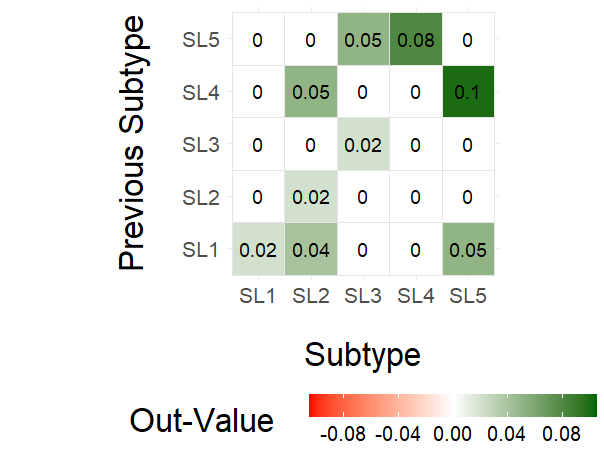 Previous Subtype
SL5 0 0 0.05 0.08 0
SL4 0 0.05 0 0 0.1
SL3 0 0 0.02 0 0
SL2 0 0.02 0 0 0
SL1 0.02 0.04 0 0 0.05
SL1 SL2 SL3 SL4 SL5
Subtype
Out-Value
-0.08 -0.04 0.00 0.04 0.08